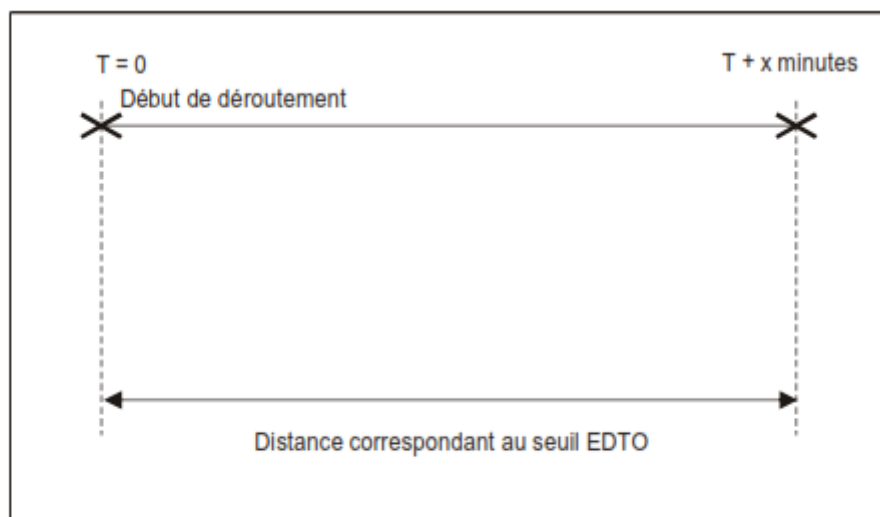 T = 0
T + x minutes
Début de déroutement
Distance correspondant au seuil EDTO